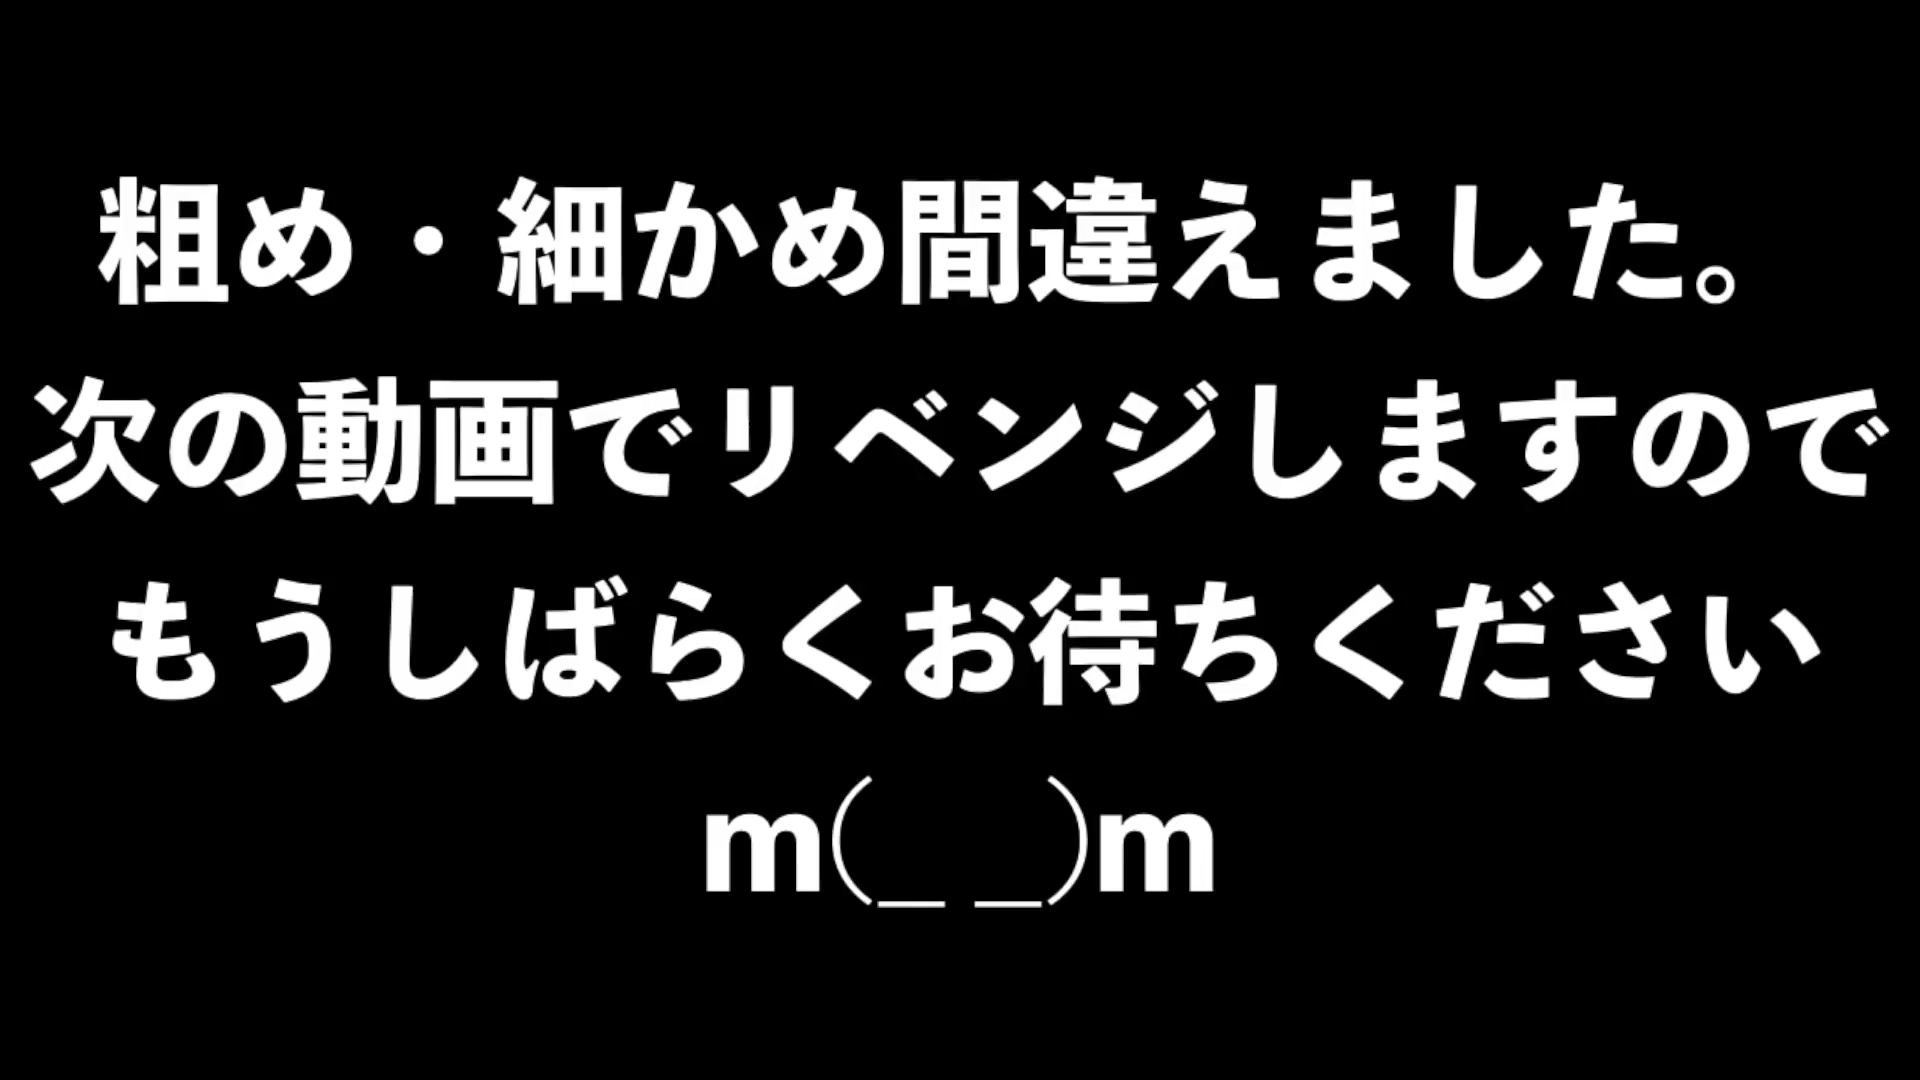 粗め・細かめ間違えました。
次の動画でリベンジしますので
もうしばらくお待ちください
m(_ _)m